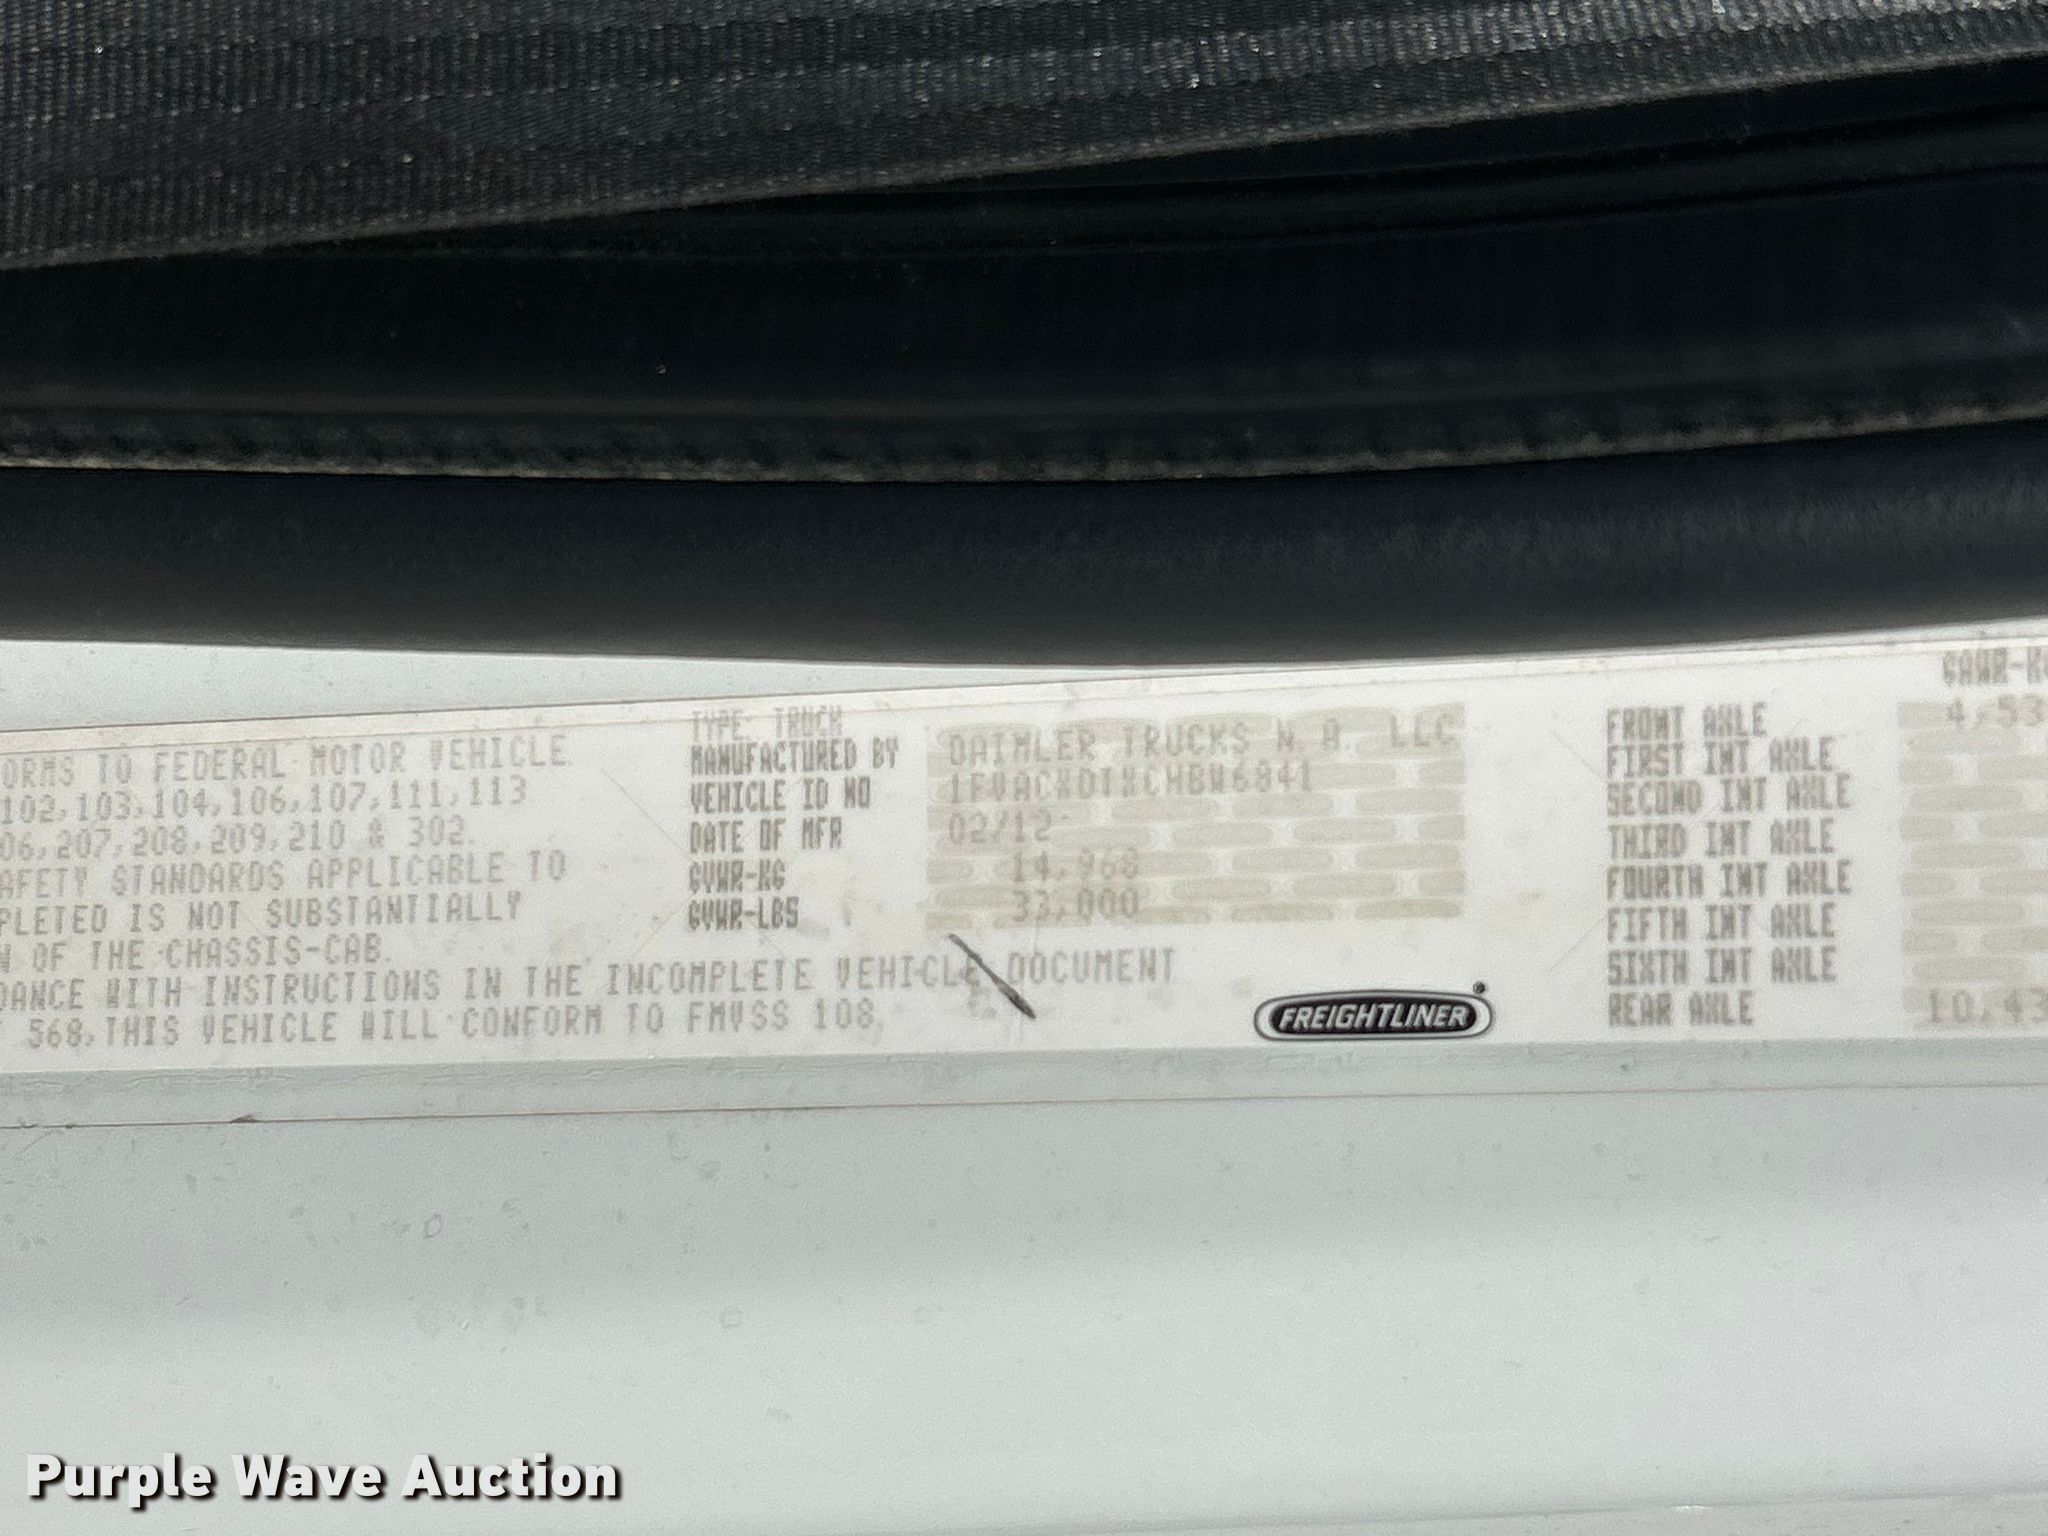 ORMS TO FEDERAL MOTOR VEHICLE
102,103,104,106,107,111,113
06,207,208,209,210 & 302.
AFETY STANDARDS APPLICABLE TO
PLETED IS NOT SUBSTANTIALLY
N OF THE CHASSIS-CAB.
DANCE WITH INSTRUCTIONS IN THE INCOMPLETE VEHICLE DOCUMENT
568, THIS VEHICLE WILL CONFORM TO FMVSS 108.
TYPE: TRUCK
MANUFACTURED BY DAIMLER TRUCKS N.A. LLC
VEHICLE ID NO
DATE OF MFR 02/12
GVWR-KG 14,968
GVWR-LBS 33,000
FREIGHTLINER
GAWR-KG
FRONT AXLE 4,53
FIRST INT AXLE
SECOND INT AXLE
THIRD INT AXLE
FOURTH INT AXLE
FIFTH INT AXLE
SIXTH INT AXLE
REAR AXLE 10,43
Purple Wave Auction